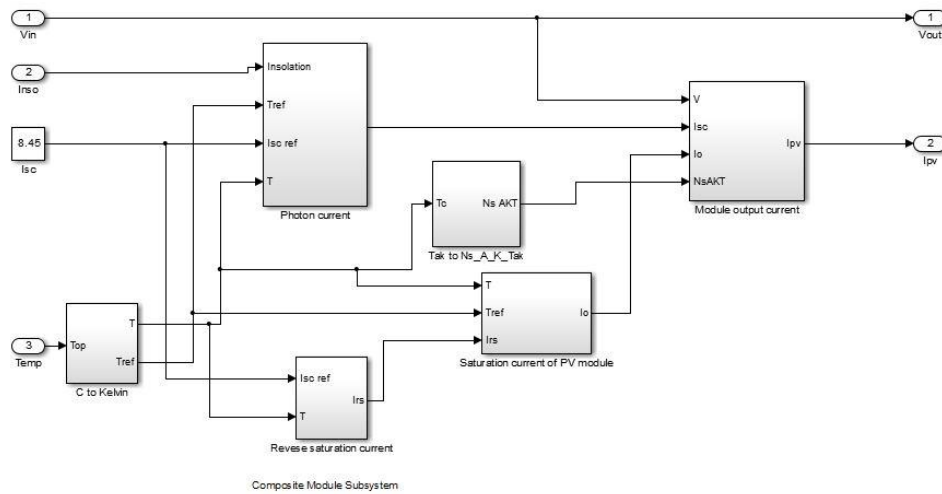 1
Vin
1
Vout
2
Inso
Insolation
Tref
Isc ref
T
Photon current
8.45
Isc
V
Isc
Io
NsAKT
Ipv
Module output current
2
Ipv
Tc
Ns AKT
Tak to Ns_A_K_Tak
T
Tref
Irs
Io
Saturation current of PV module
3
Temp
Top
T
Tref
C to Kelvin
Isc ref
T
Irs
Revese saturation current
Composite Module Subsystem